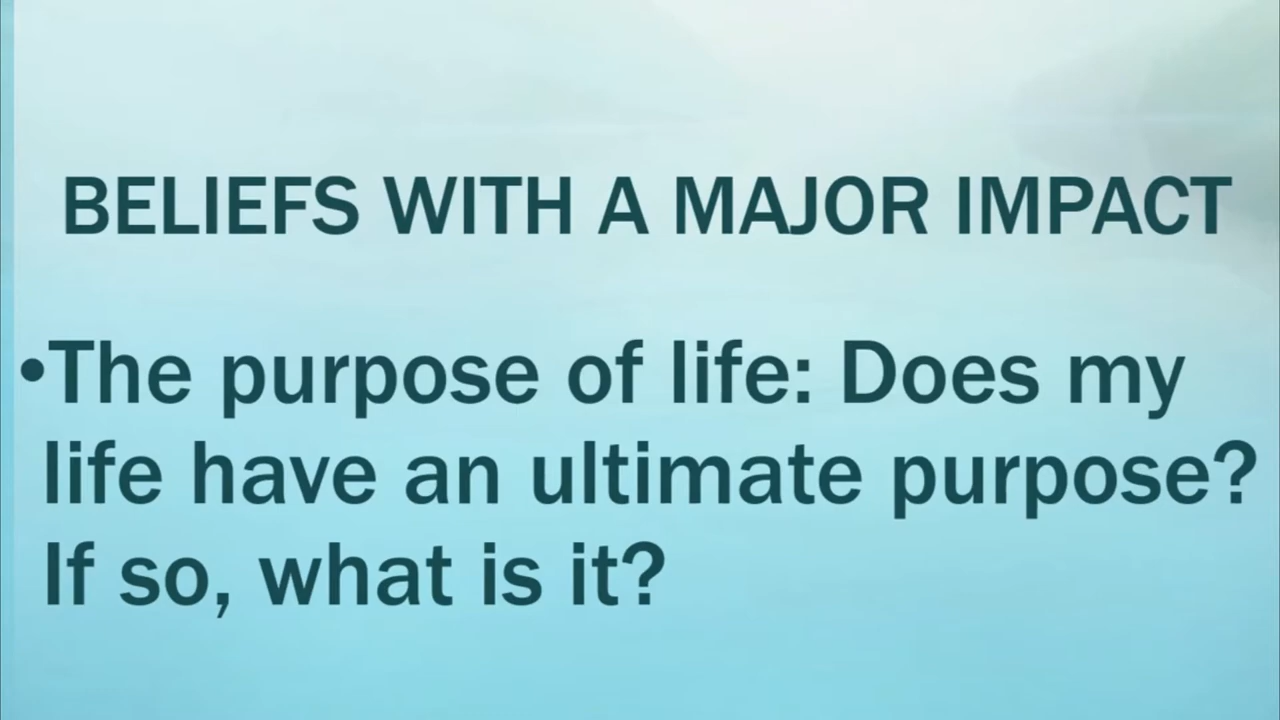 BELIEFS WITH A MAJOR IMPACT
•The purpose of life: Does my
life have an ultimate purpose?
If so, what is it?